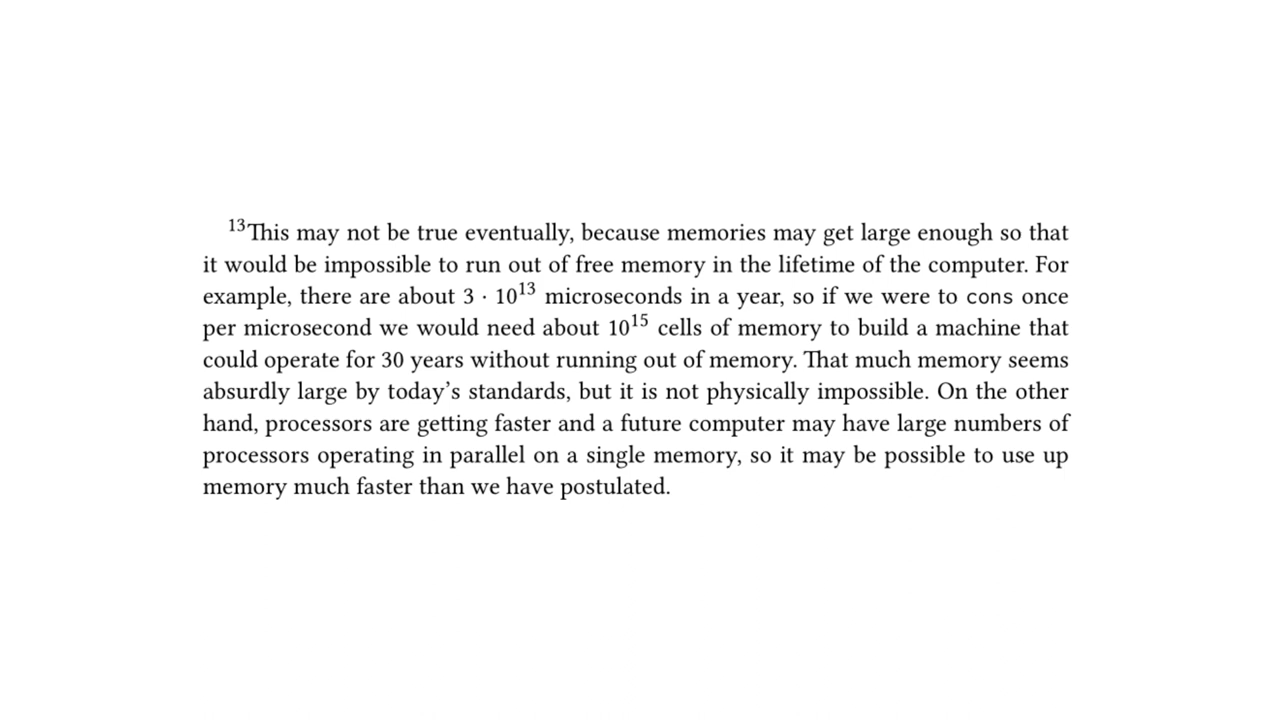 ¹³This may not be true eventually, because memories may get large enough so that
it would be impossible to run out of free memory in the lifetime of the computer. For
example, there are about 3 · 10¹³ microseconds in a year, so if we were to cons once
per microsecond we would need about 10¹⁵ cells of memory to build a machine that
could operate for 30 years without running out of memory. That much memory seems
absurdly large by today’s standards, but it is not physically impossible. On the other
hand, processors are getting faster and a future computer may have large numbers of
processors operating in parallel on a single memory, so it may be possible to use up
memory much faster than we have postulated.